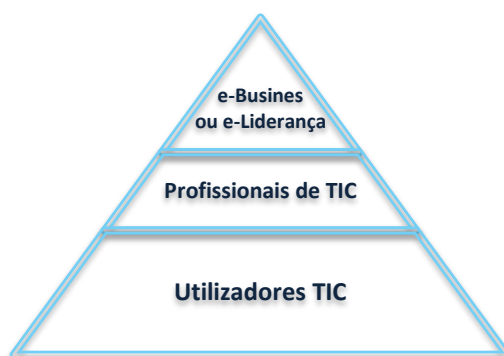 e-Busines
ou e-Liderança
Profissionais de TIC
Utilizadores TIC